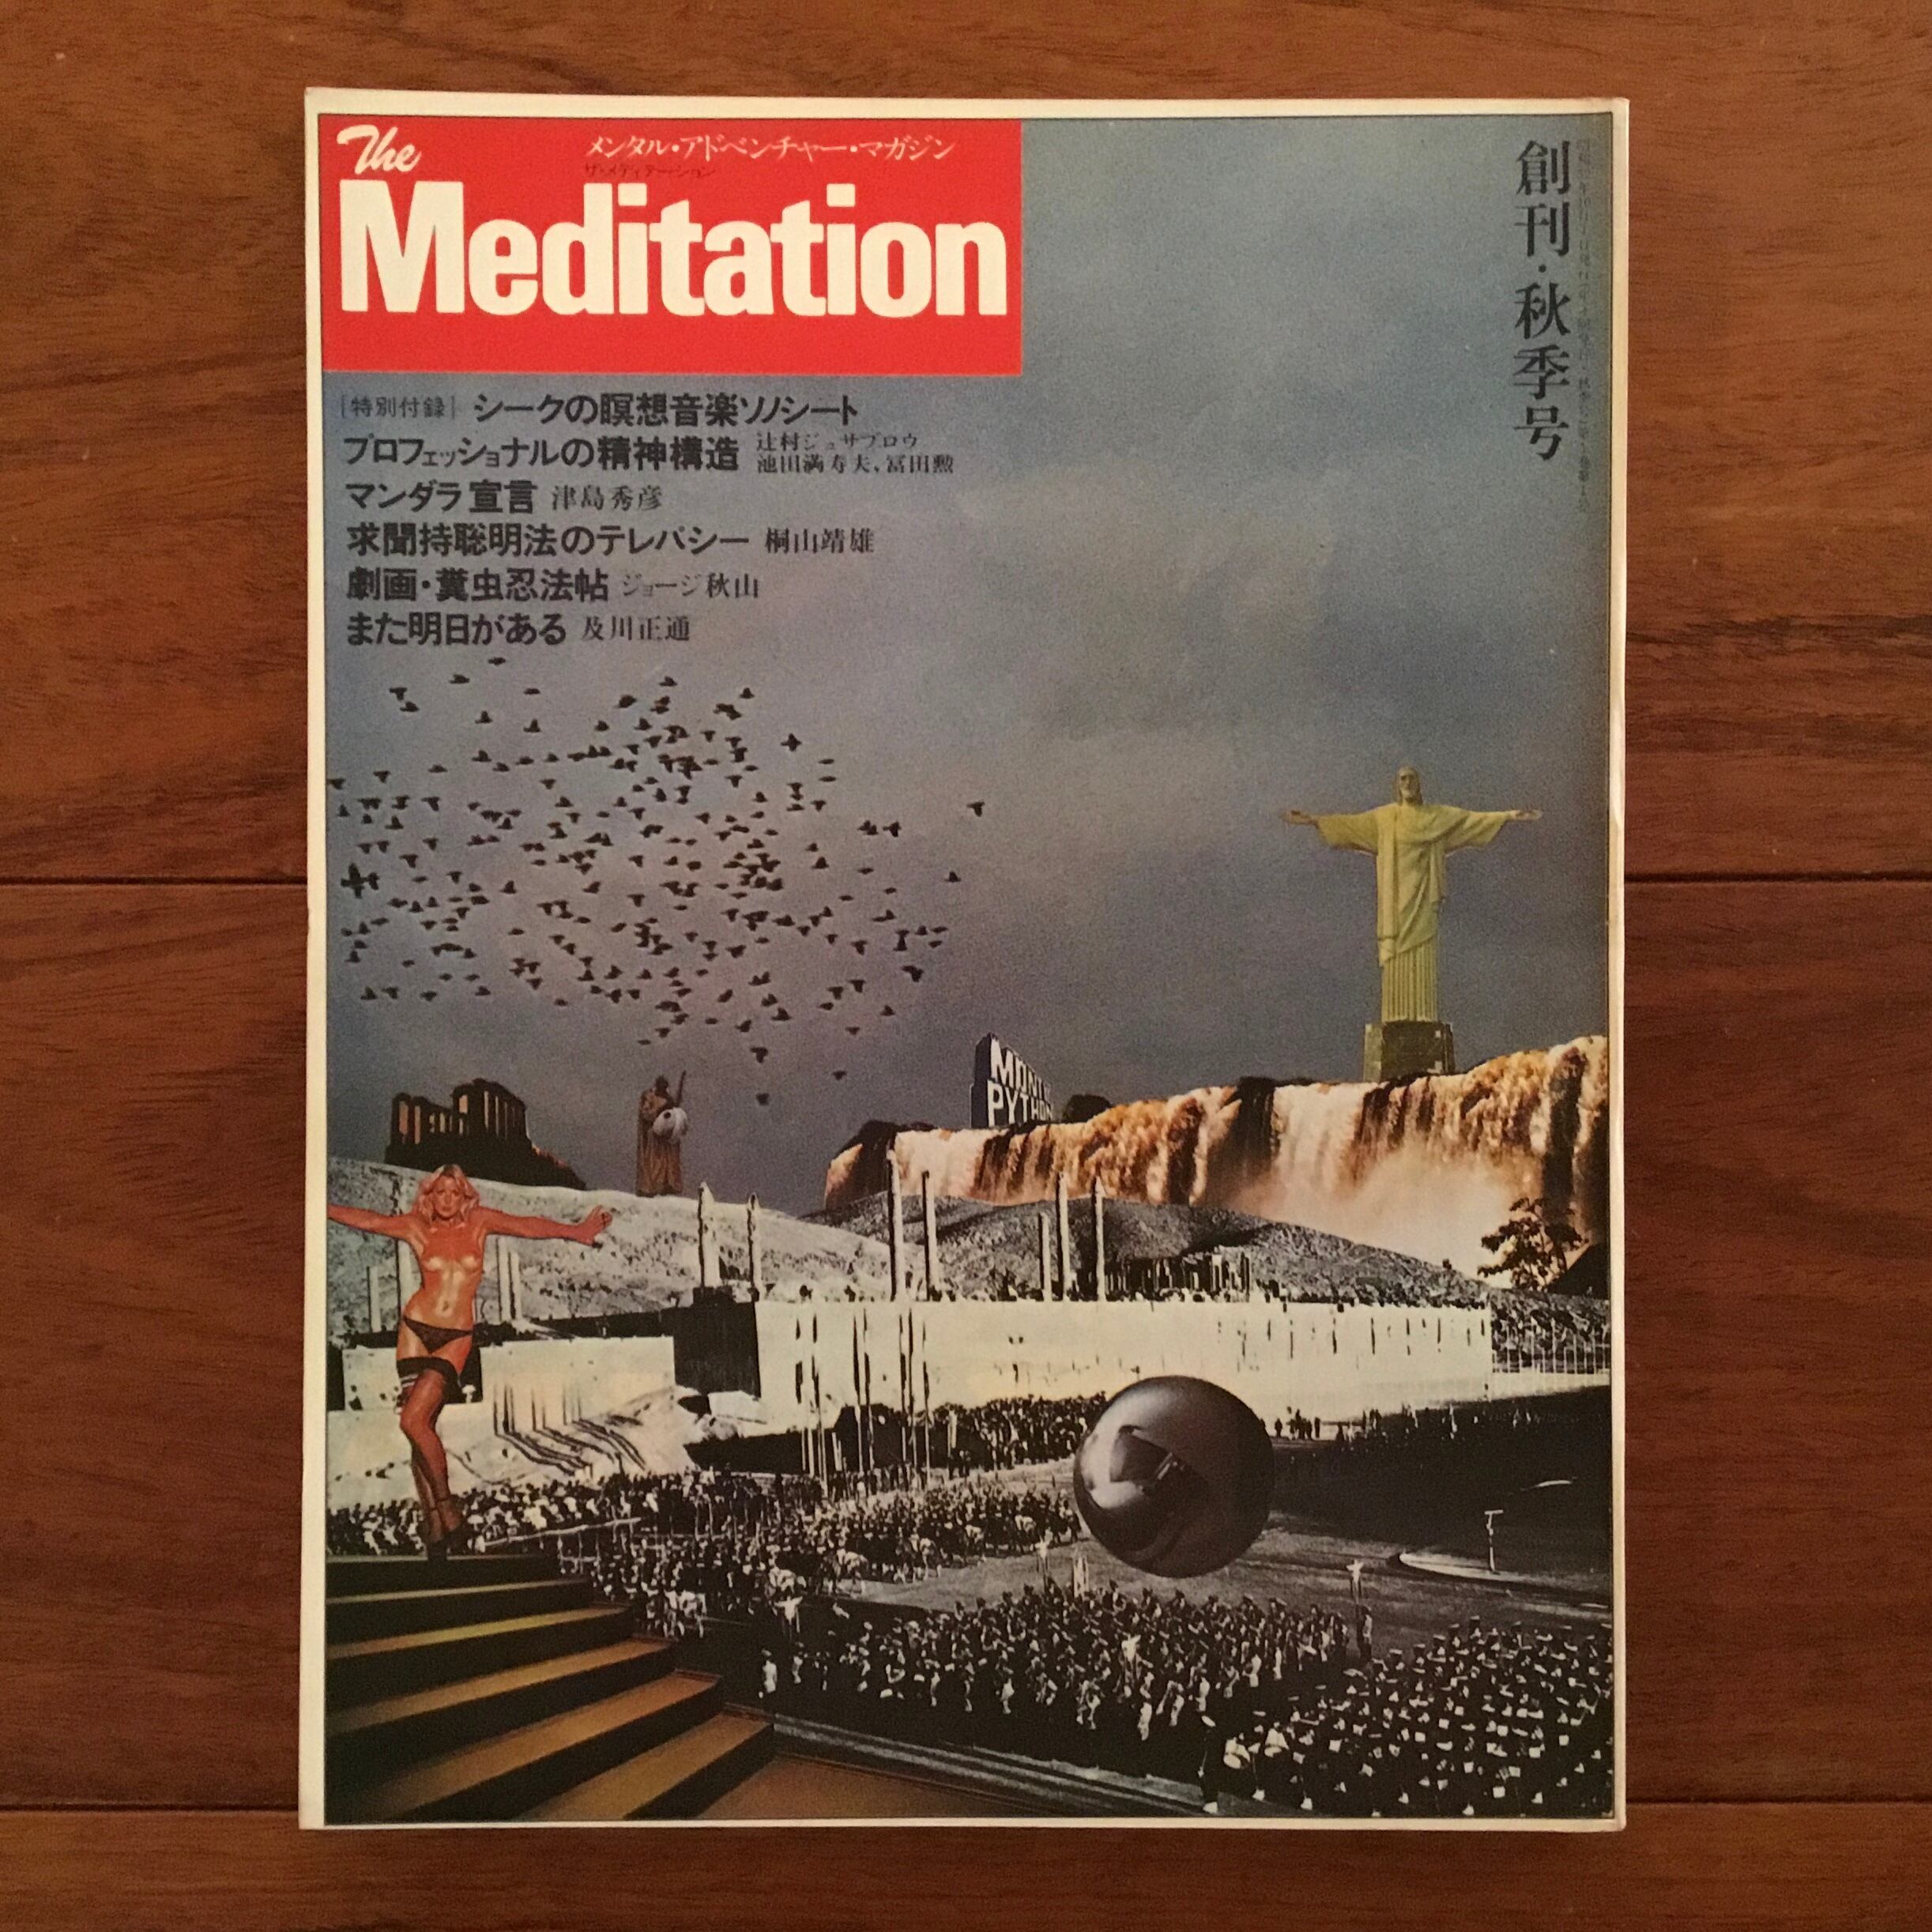 The
メンタル・アドベンチャー・マガジン
ザ・メディテーション
Meditation
創刊・秋季号
[特別付録] シークの瞑想音楽ソノシート
プロフェッショナルの精神構造 辻村ジュサブロウ
池田満寿夫、冨田勲
マンダラ宣言 津島秀彦
求聞持聡明法のテレパシー 桐山靖雄
劇画・糞虫忍法帖 ジョージ秋山
また明日がある 及川正通
MONTY
PYTHON